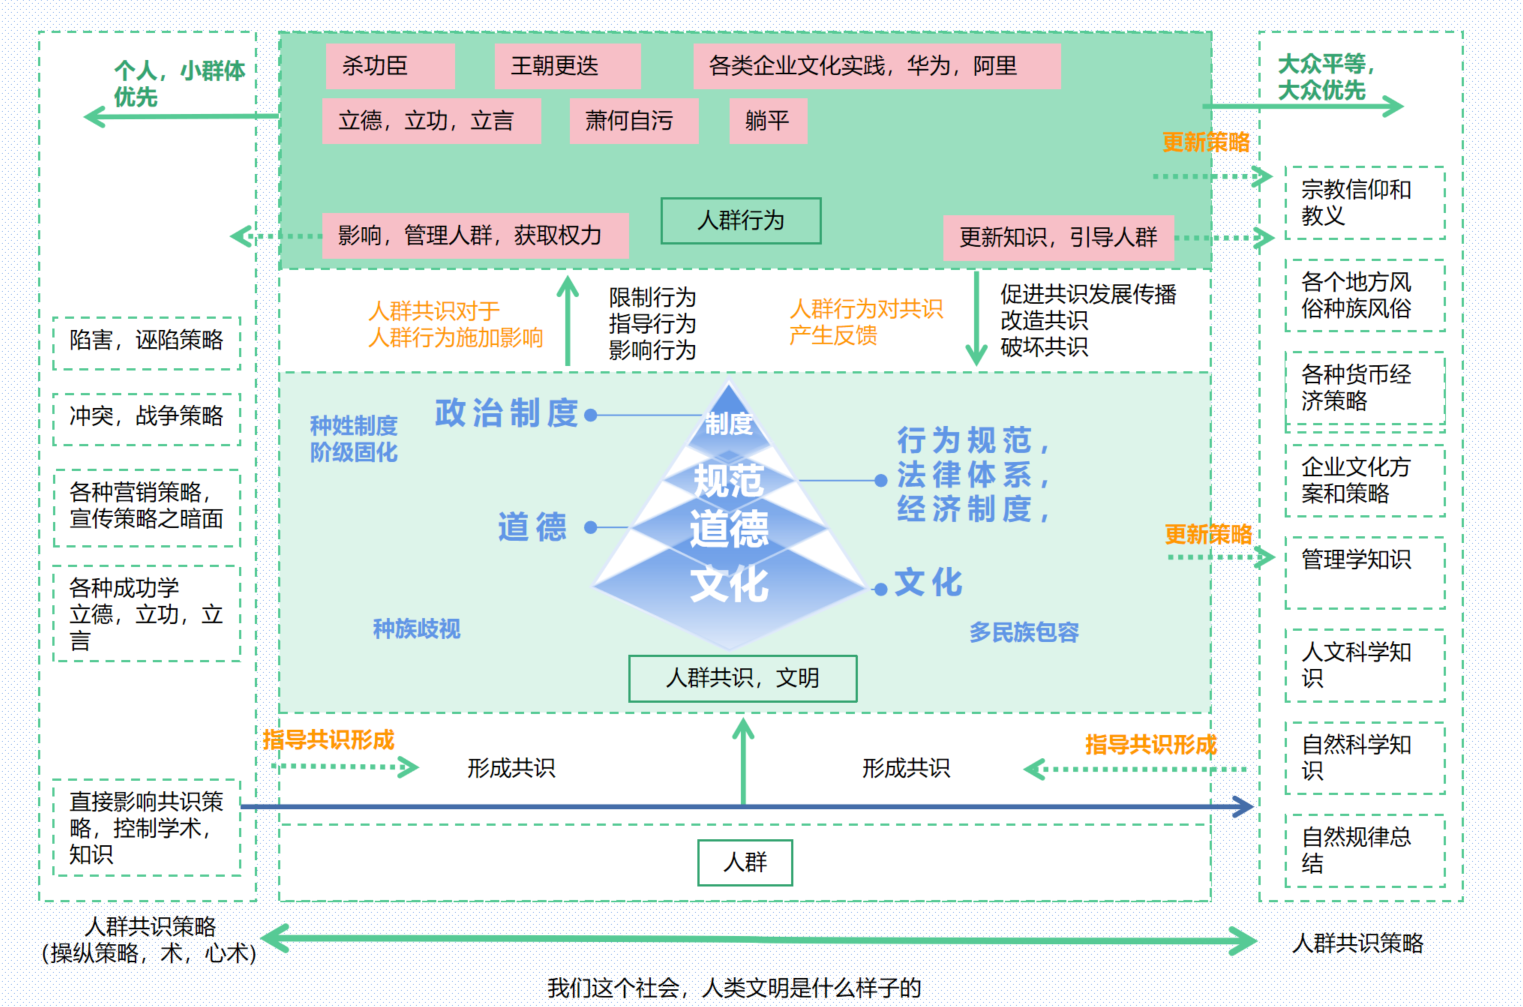 个人，小群体
优先
杀功臣
王朝更迭
各类企业文化实践，华为，阿里
大众平等，
大众优先
立德，立功，立言
萧何自污
躺平
更新策略
宗教信仰和
教义
人群行为
影响，管理人群，获取权力
更新知识，引导人群
各个地方风
俗种族风俗
人群共识对于
人群行为施加影响
限制行为
指导行为
影响行为
人群行为对共识
产生反馈
促进共识发展传播
改造共识
破坏共识
陷害，诬陷策略
各种货币经
济策略
冲突，战争策略
种姓制度
阶级固化
政治制度
制度
行为规范，
法律体系，
经济制度，
规范
企业文化方
案和策略
各种营销策略，
宣传策略之暗面
道德
道德
更新策略
管理学知识
文化
文化
各种成功学
立德，立功，立
言
种族歧视
多民族包容
人群共识，文明
人文科学知
识
指导共识形成
形成共识
形成共识
指导共识形成
自然科学知
识
直接影响共识策
略，控制学术，
知识
人群
自然规律总
结
人群共识策略
(操纵策略，术，心术)
人群共识策略
我们这个社会，人类文明是什么样子的